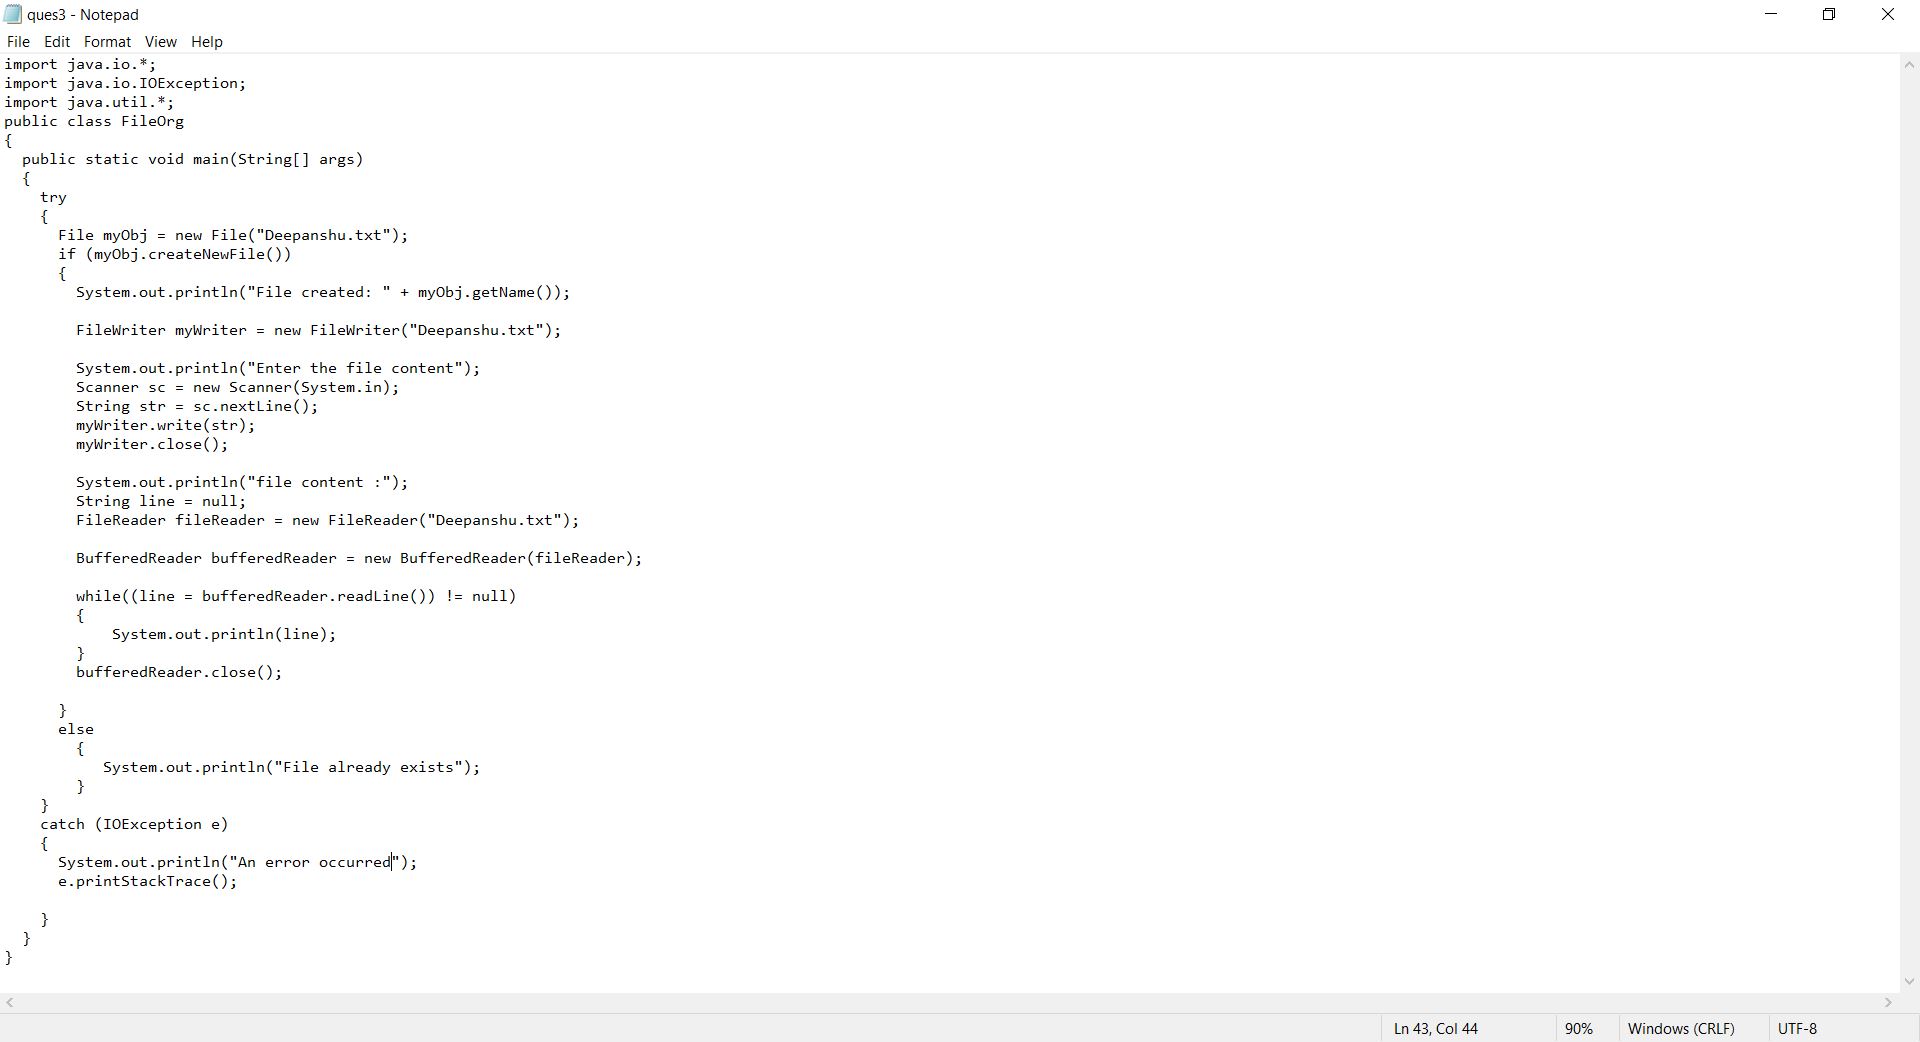 ques3 - Notepad
File Edit Format View Help
import java.io.*;
import java.io.IOException;
import java.util.*;
public class FileOrg
{
  public static void main(String[] args)
  {
    try
    {
      File myObj = new File("Deepanshu.txt");
      if (myObj.createNewFile())
      {
        System.out.println("File created: " + myObj.getName());

        FileWriter myWriter = new FileWriter("Deepanshu.txt");

        System.out.println("Enter the file content");
        Scanner sc = new Scanner(System.in);
        String str = sc.nextLine();
        myWriter.write(str);
        myWriter.close();

        System.out.println("file content :");
        String line = null;
        FileReader fileReader = new FileReader("Deepanshu.txt");

        BufferedReader bufferedReader = new BufferedReader(fileReader);

        while((line = bufferedReader.readLine()) != null)
        {
            System.out.println(line);
        }
        bufferedReader.close();

      }
      else
        {
           System.out.println("File already exists");
        }
    }
    catch (IOException e)
    {
      System.out.println("An error occurred");
      e.printStackTrace();

    }
  }
}
Ln 43, Col 44 90% Windows (CRLF) UTF-8